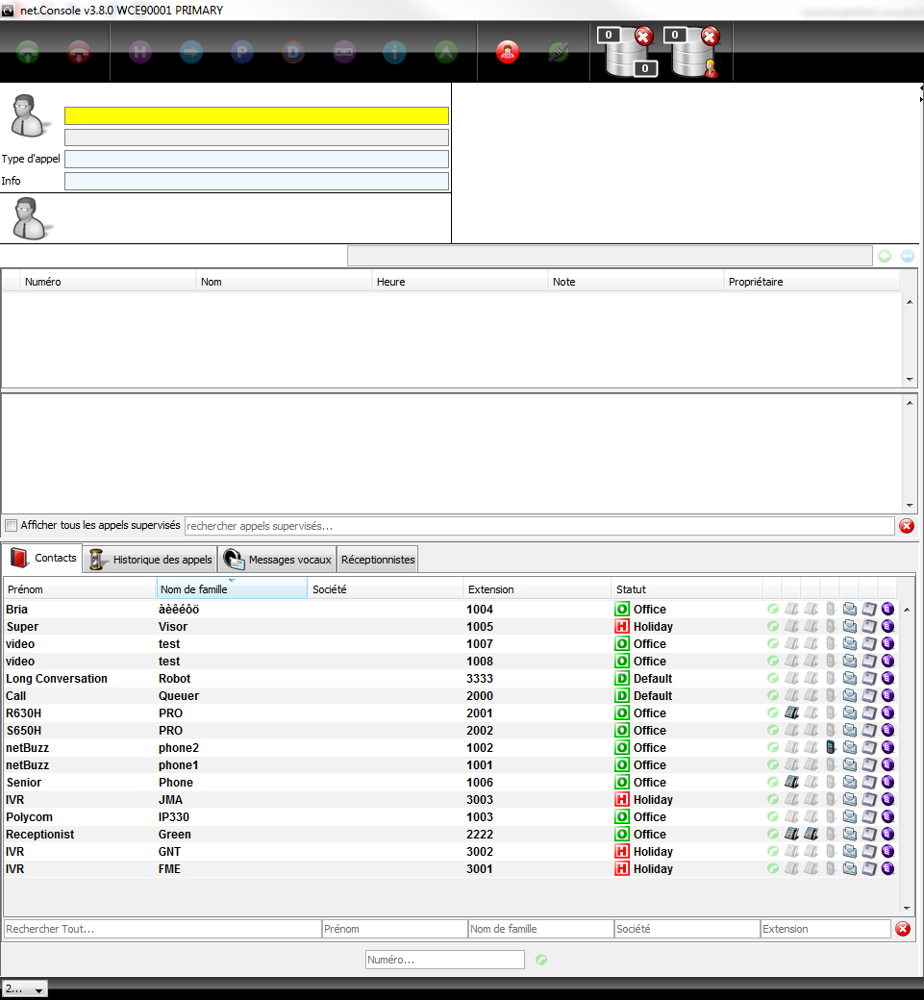 net.Console v3.8.0 WCE90001 PRIMARY
H P D i A 0 0 0
Type d'appel
Info
Numéro Nom Heure Note Propriétaire
Afficher tous les appels supervisés rechercher appels supervisés...
Contacts Historique des appels Messages vocaux Réceptionnistes
Prénom Nom de famille Société Extension Statut
Bria àèêéôö 1004 O Office
Super Visor 1005 H Holiday
video test 1007 O Office
video test 1008 O Office
Long Conversation Robot 3333 D Default
Call Queuer 2000 D Default
R630H PRO 2001 O Office
S650H PRO 2002 O Office
netBuzz phone2 1002 O Office
netBuzz phone1 1001 O Office
Senior Phone 1006 O Office
IVR JMA 3003 H Holiday
Polycom IP330 1003 O Office
Receptionist Green 2222 O Office
IVR GNT 3002 H Holiday
IVR FME 3001 H Holiday
Rechercher Tout... Prénom Nom de famille Société Extension
Numéro...
2...